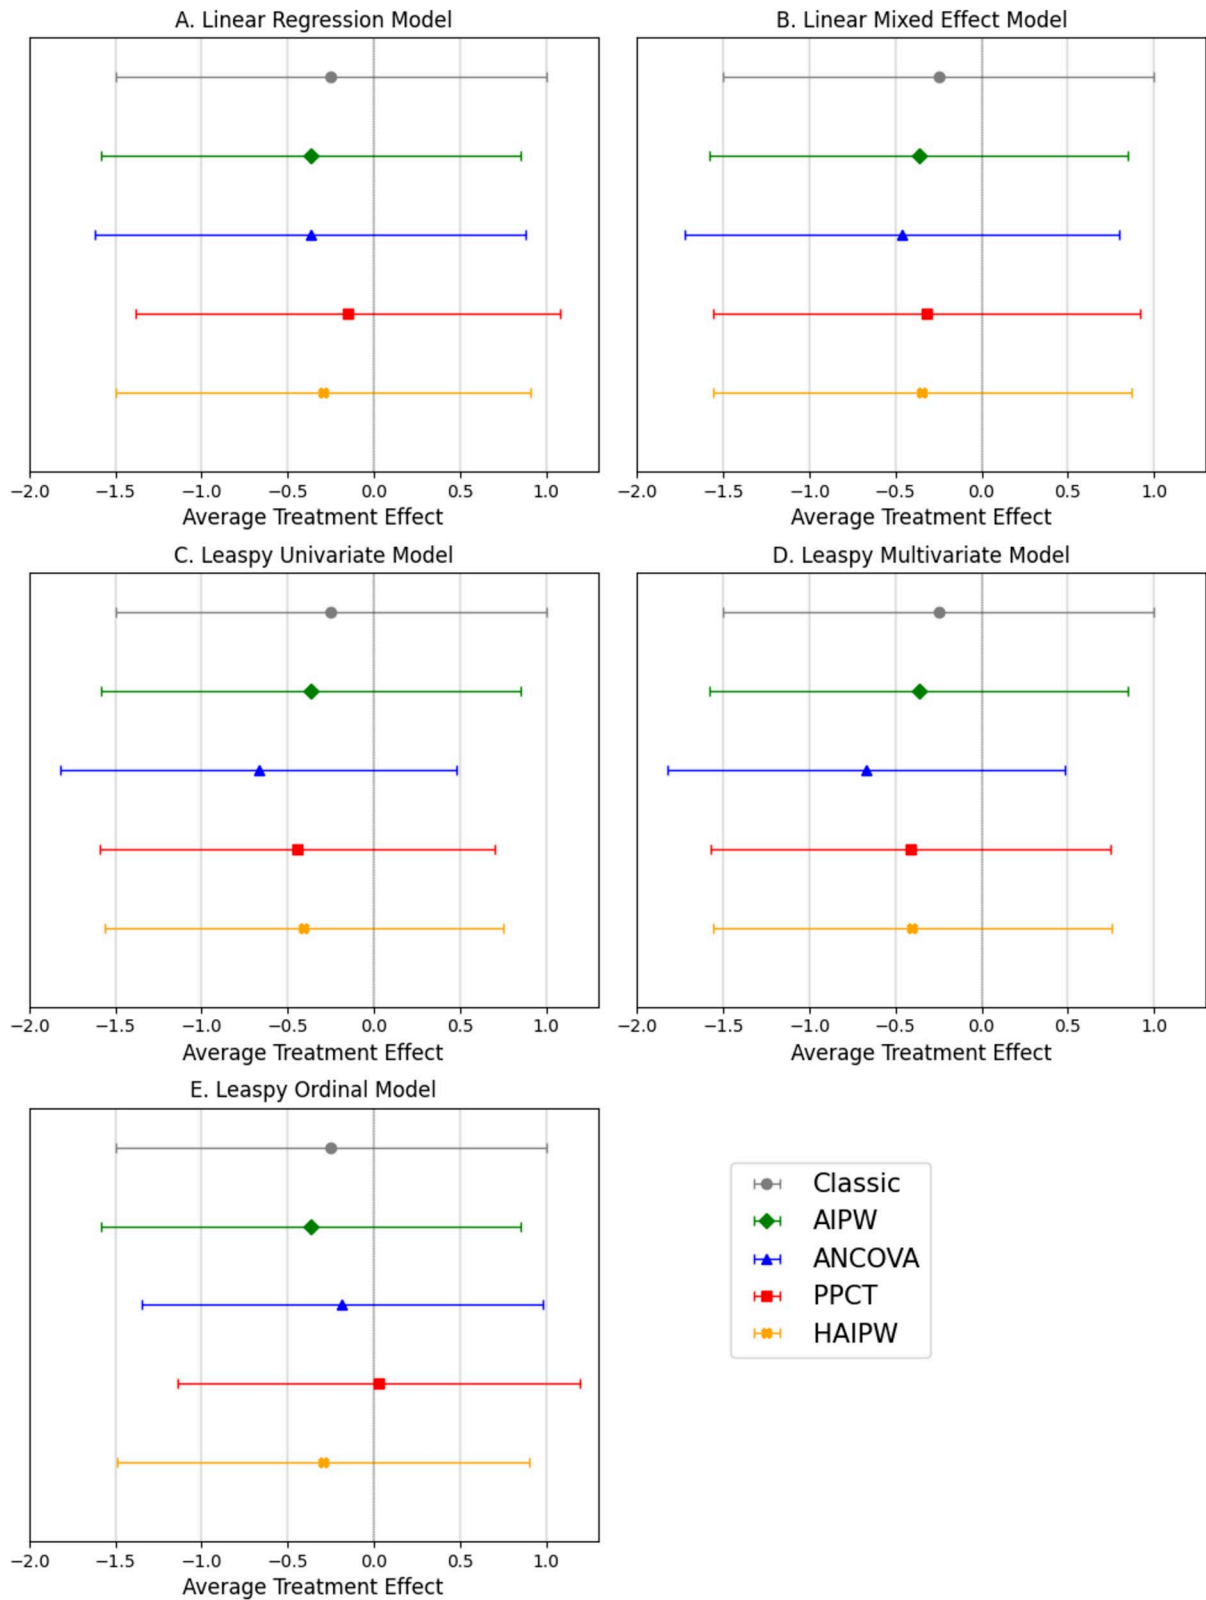 A. Linear Regression Model
−2.0 −1.5 −1.0 −0.5 0.0 0.5 1.0
Average Treatment Effect
B. Linear Mixed Effect Model
−2.0 −1.5 −1.0 −0.5 0.0 0.5 1.0
Average Treatment Effect
C. Leaspy Univariate Model
−2.0 −1.5 −1.0 −0.5 0.0 0.5 1.0
Average Treatment Effect
D. Leaspy Multivariate Model
−2.0 −1.5 −1.0 −0.5 0.0 0.5 1.0
Average Treatment Effect
E. Leaspy Ordinal Model
−2.0 −1.5 −1.0 −0.5 0.0 0.5 1.0
Average Treatment Effect
Classic
AIPW
ANCOVA
PPCT
HAIPW